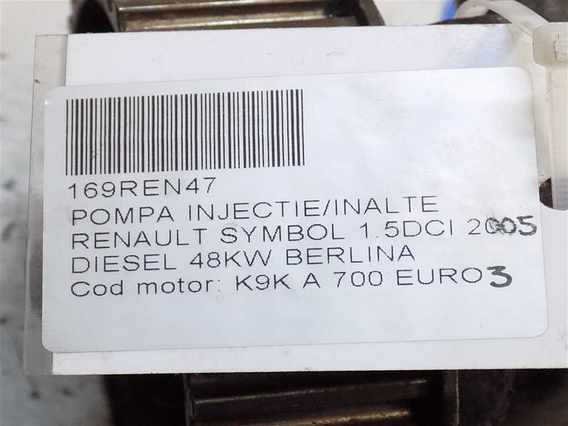 169REN47
POMPA INJECTIE/INALTE
RENAULT SYMBOL 1.5DCI 2005
DIESEL 48KW BERLINA
Cod motor: K9K A 700 EURO3